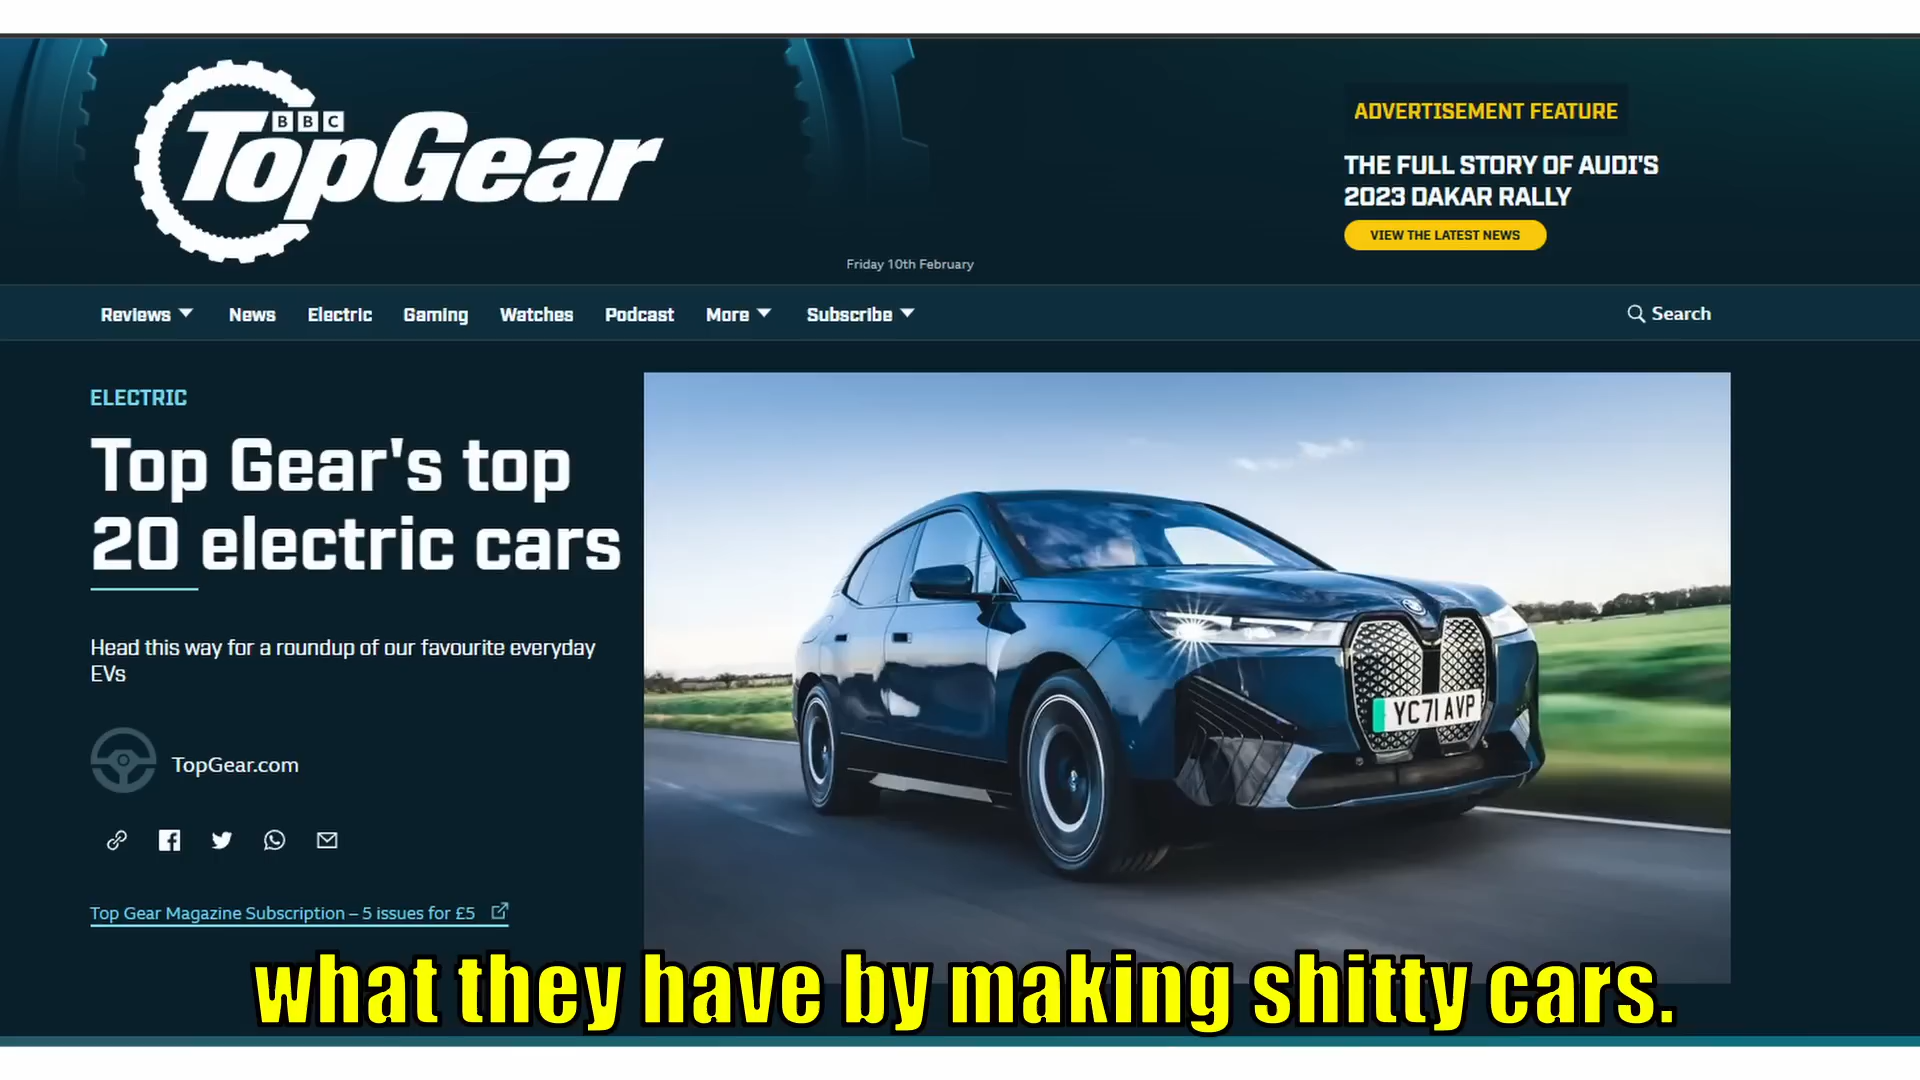 BBC
TopGear
ADVERTISEMENT FEATURE
THE FULL STORY OF AUDI'S
2023 DAKAR RALLY
VIEW THE LATEST NEWS
Friday 10th February
Reviews News Electric Gaming Watches Podcast More Subscribe Search
ELECTRIC
Top Gear's top
20 electric cars
Head this way for a roundup of our favourite everyday
EVs
TopGear.com
Top Gear Magazine Subscription – 5 issues for £5
YC71 AVP
what they have by making shitty cars.